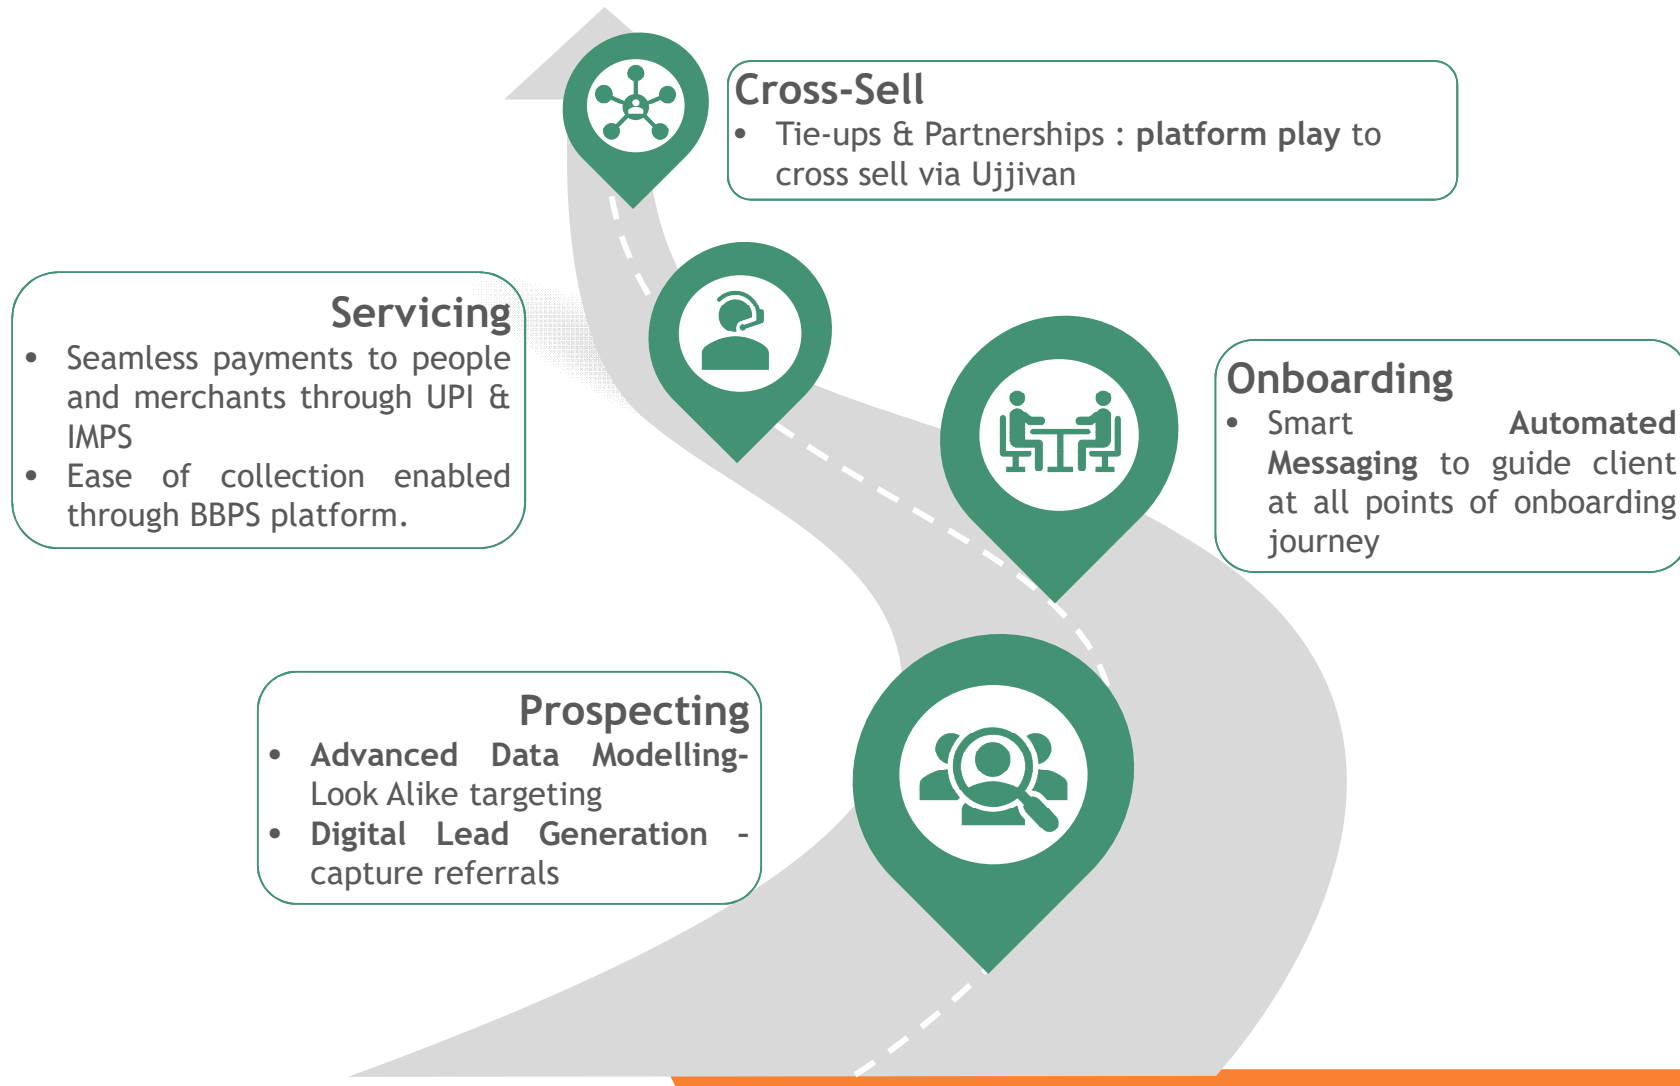 Cross-Sell
• Tie-ups & Partnerships : platform play to
cross sell via Ujjivan
Servicing
• Seamless payments to people
and merchants through UPI &
IMPS
• Ease of collection enabled
through BBPS platform.
Onboarding
• Smart Automated
Messaging to guide client
at all points of onboarding
journey
Prospecting
• Advanced Data Modelling-
Look Alike targeting
• Digital Lead Generation –
capture referrals